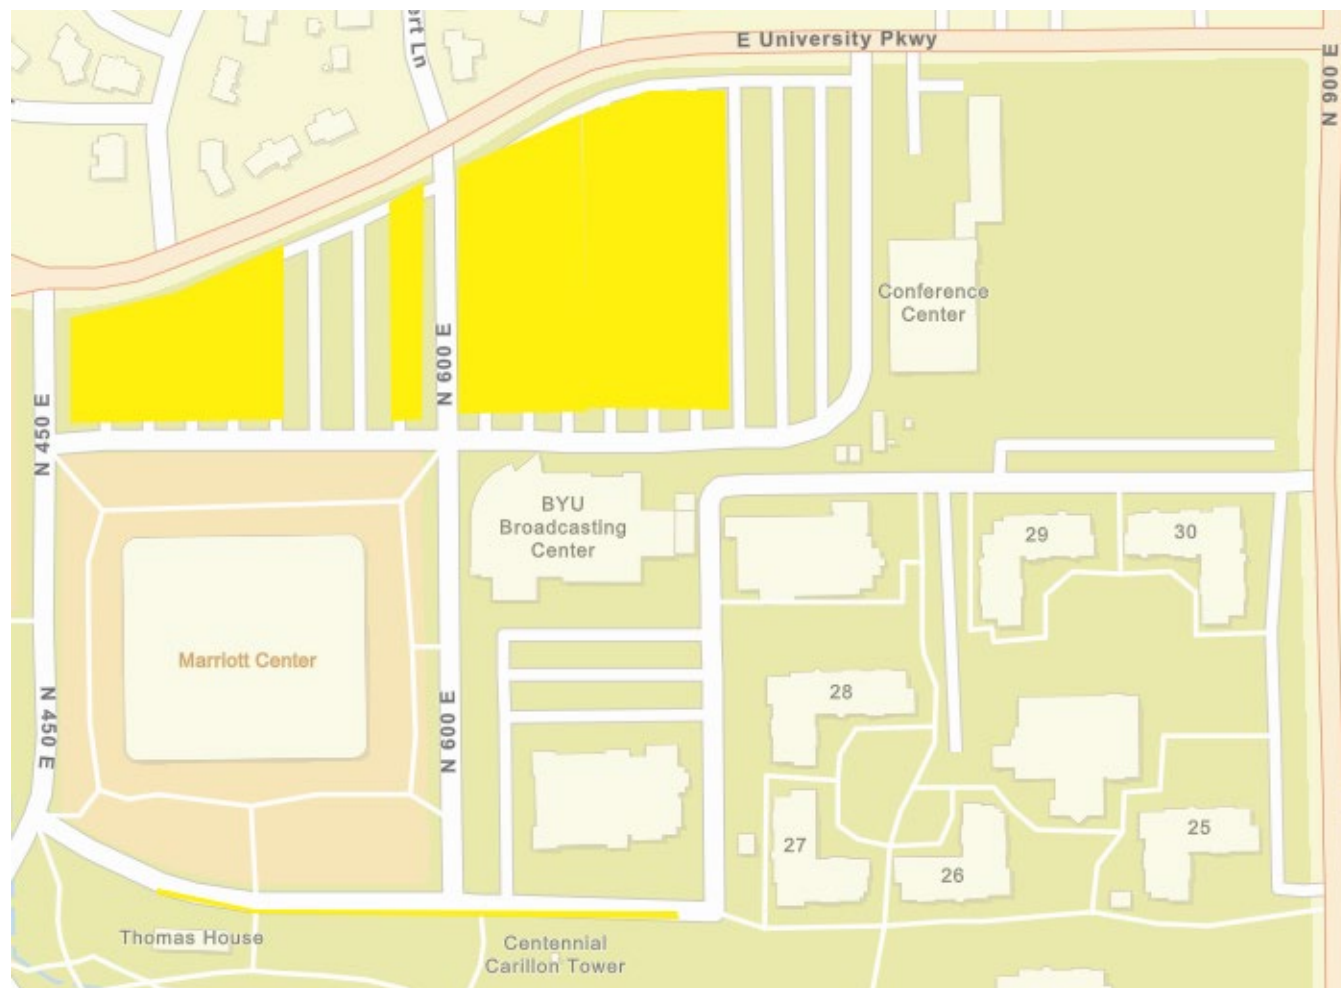 ert Ln
E University Pkwy
N 900 E
Conference
Center
N 600 E
N 450 E
BYU
Broadcasting
Center
29
30
Marriott Center
28
N 450 E
N 600 E
27
25
26
Thomas House
Centennial
Carillon Tower